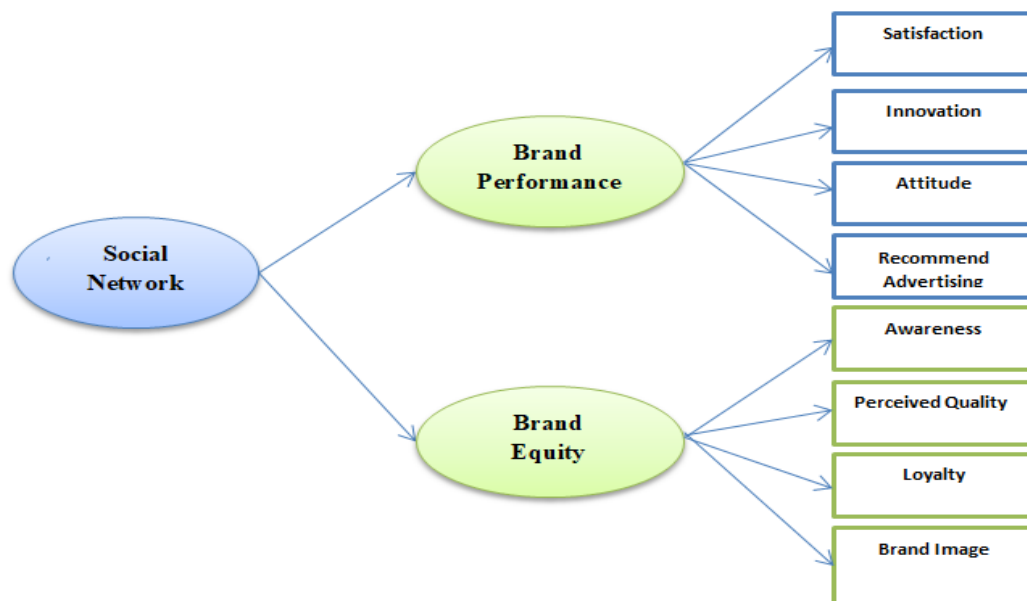 Social
Network
Brand
Performance
Brand
Equity
Satisfaction
Innovation
Attitude
Recommend
Advertising
Awareness
Perceived Quality
Loyalty
Brand Image